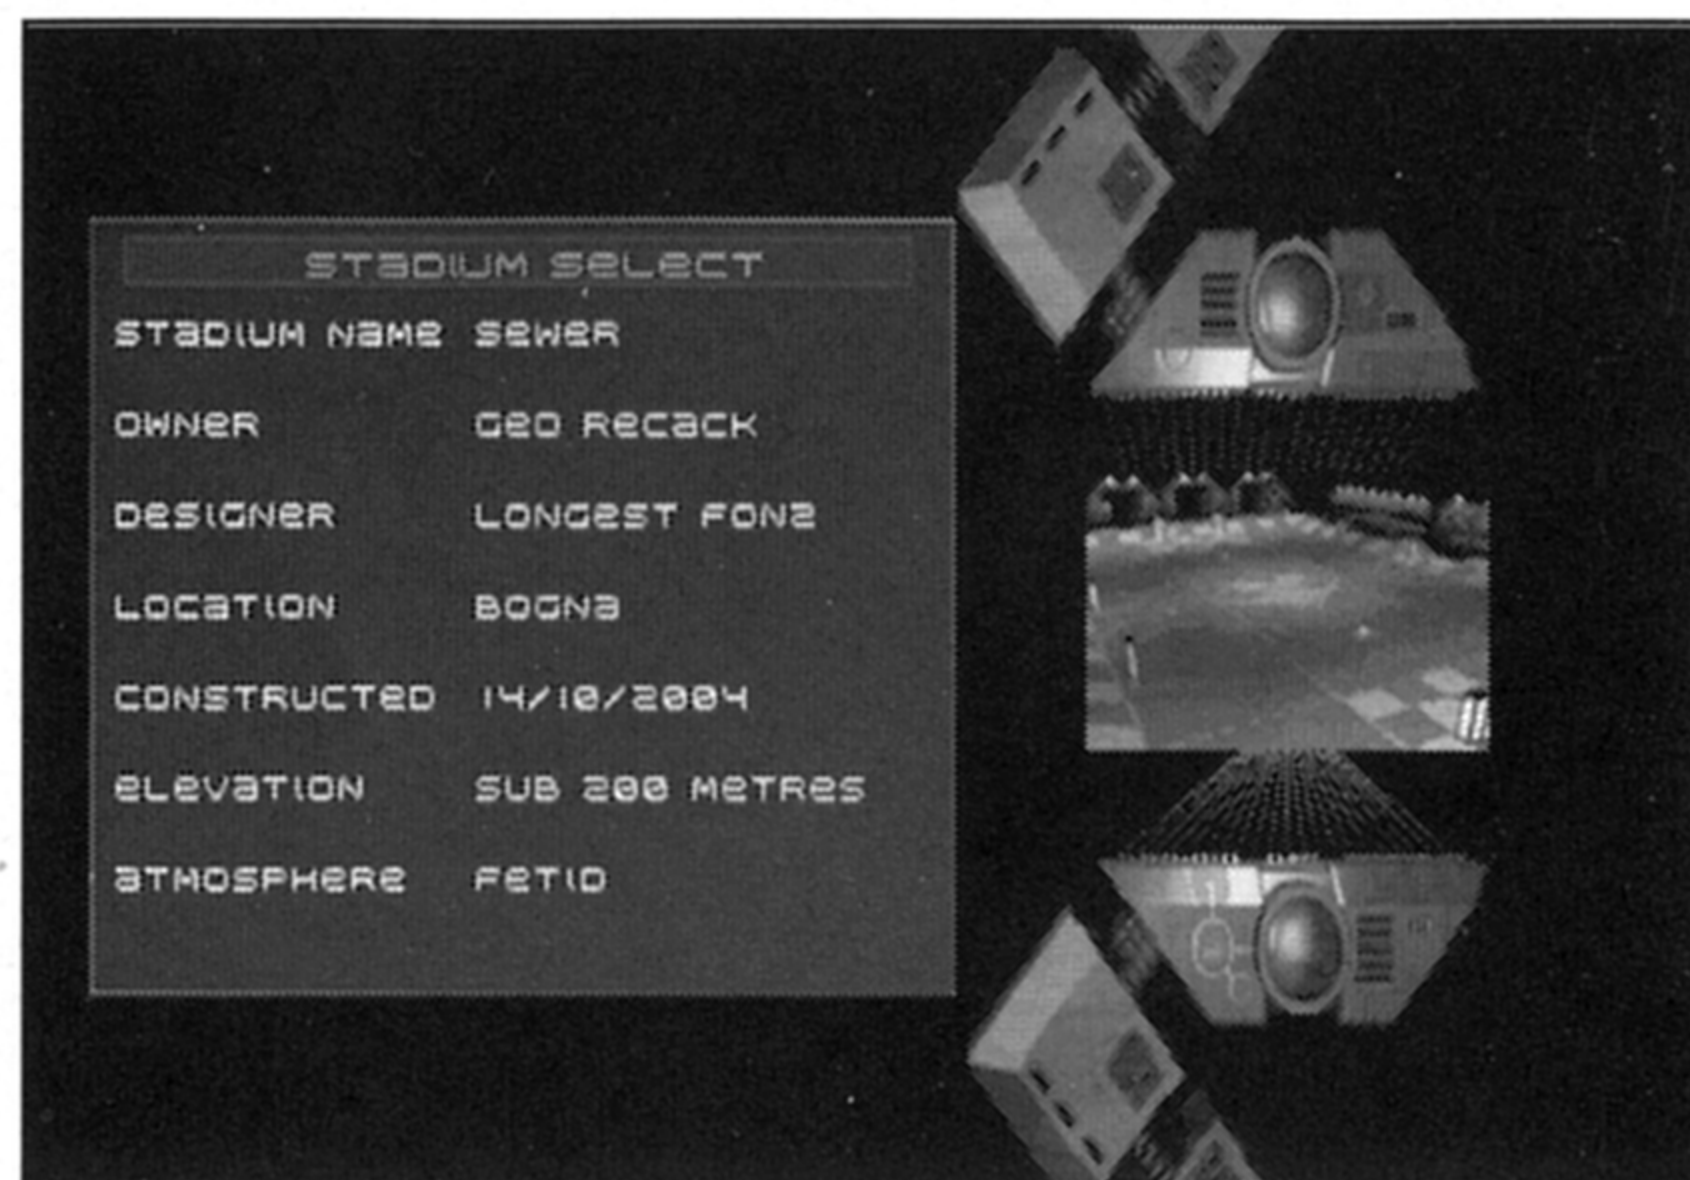 STADIUM SELECT
STADIUM NAME SEWER
OWNER GEO RECACK
DESIGNER LONGEST FONZ
LOCATION BOGNA
CONSTRUCTED 14/10/2004
ELEVATION SUB 200 METRES
ATMOSPHERE FETID